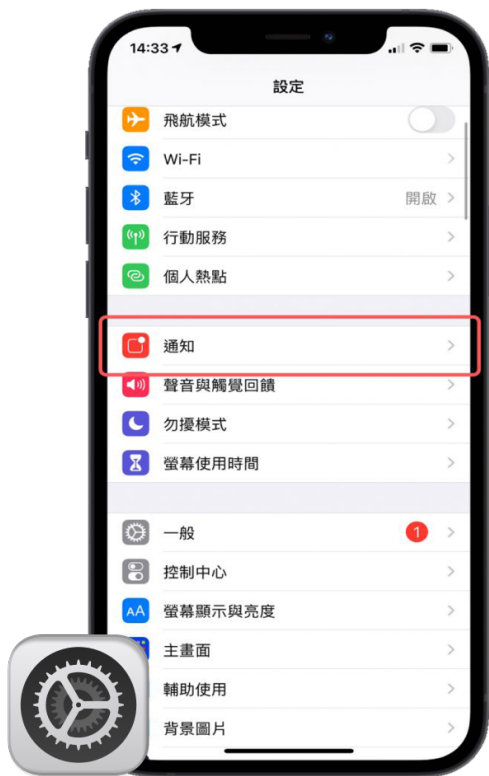 14:33
設定
飛航模式
Wi-Fi
藍牙 開啟
行動服務
個人熱點
通知
聲音與觸覺回饋
勿擾模式
螢幕使用時間
一般 1
控制中心
AA 螢幕顯示與亮度
主畫面
輔助使用
背景圖片